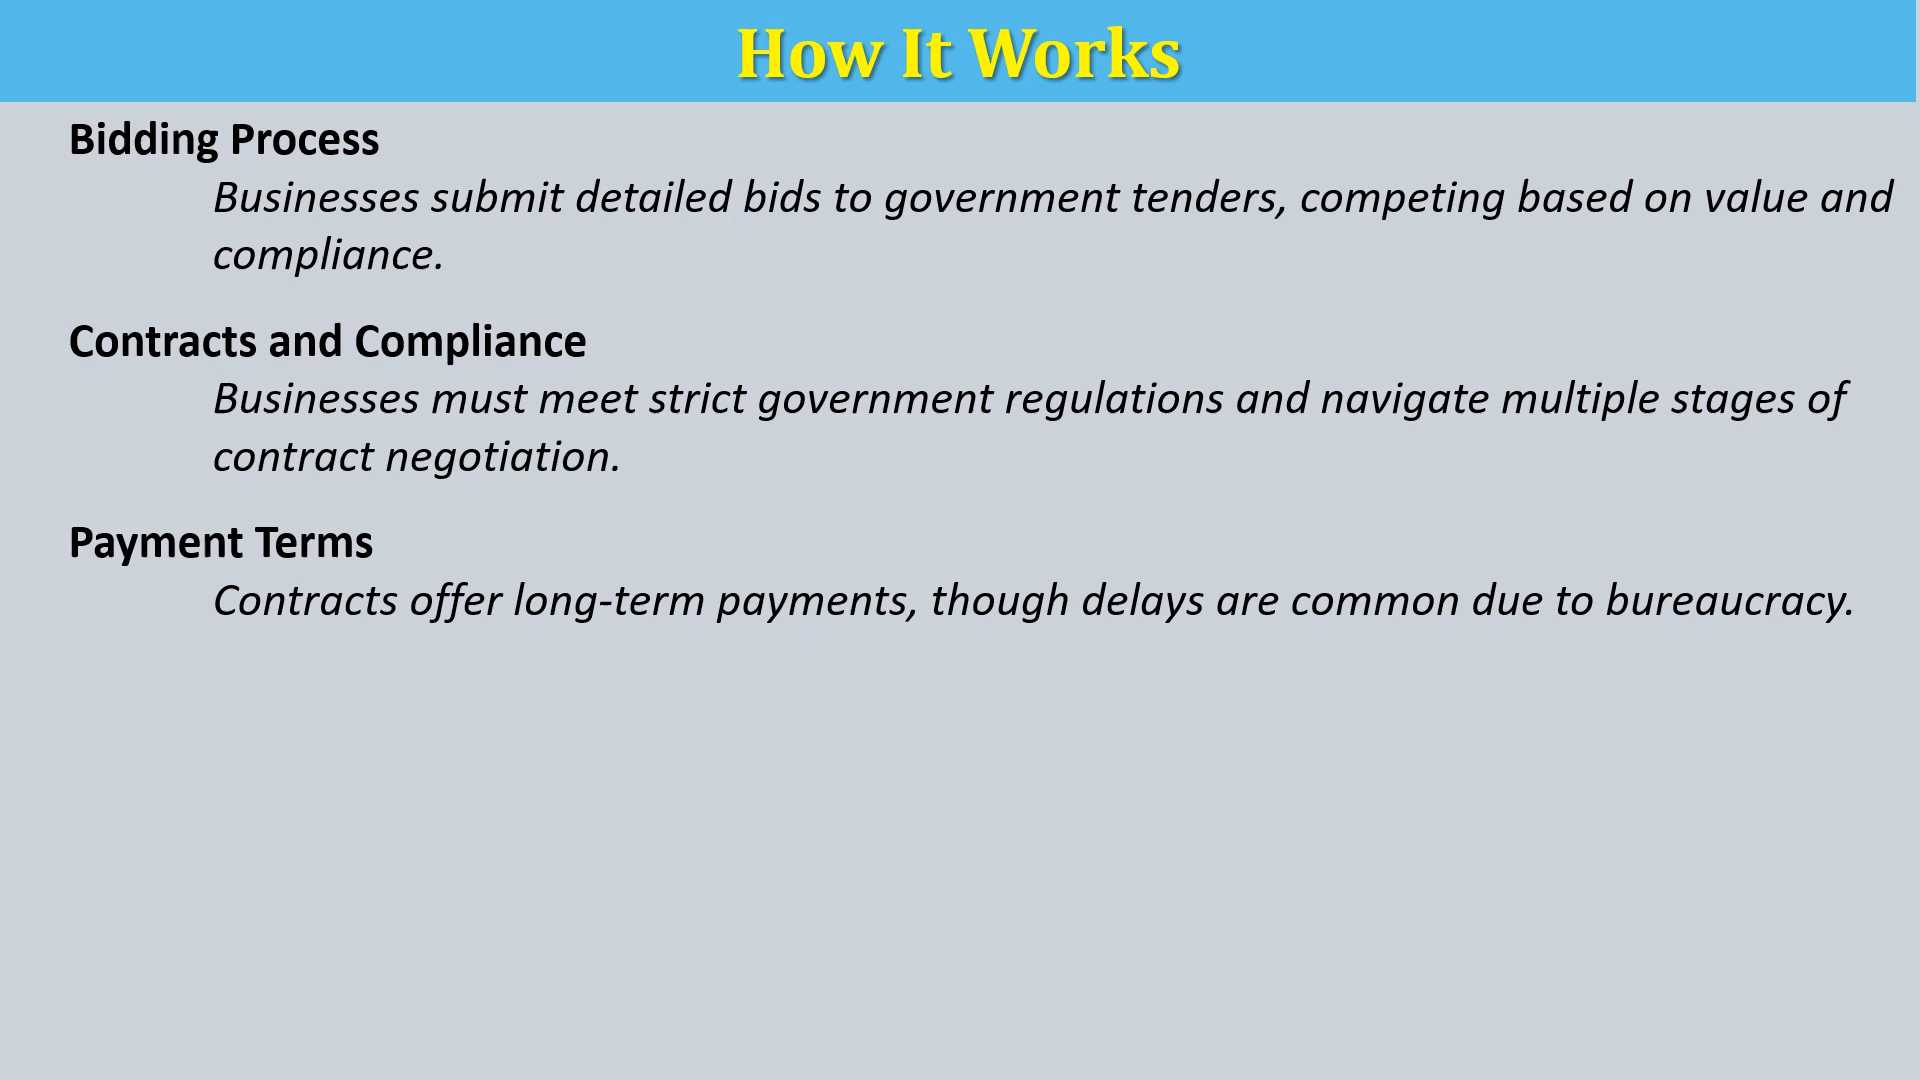 How It Works
Bidding Process
Businesses submit detailed bids to government tenders, competing based on value and
compliance.
Contracts and Compliance
Businesses must meet strict government regulations and navigate multiple stages of
contract negotiation.
Payment Terms
Contracts offer long-term payments, though delays are common due to bureaucracy.